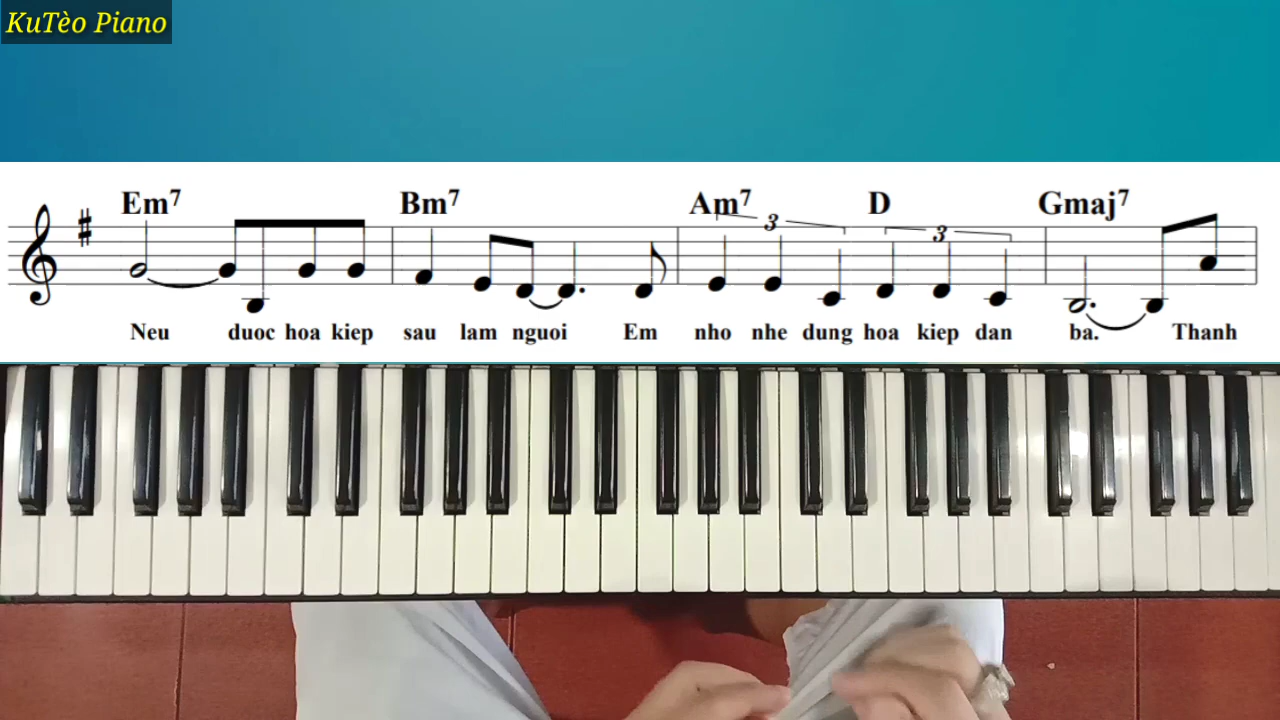 KuTèo Piano
Em7 Bm7 Am7 D Gmaj7
3 3
Neu duoc hoa kiep sau lam nguoi Em nho nhe dung hoa kiep dan ba. Thanh